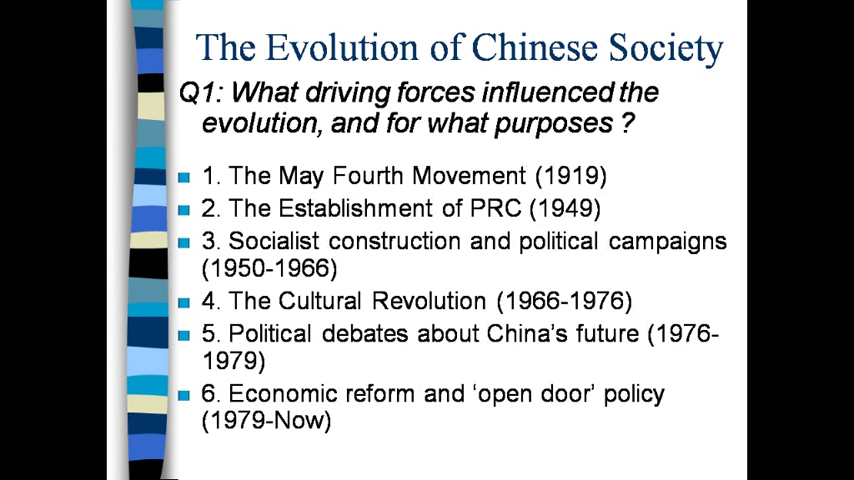 The Evolution of Chinese Society
Q1: What driving forces influenced the
evolution, and for what purposes ?
1. The May Fourth Movement (1919)
2. The Establishment of PRC (1949)
3. Socialist construction and political campaigns
(1950-1966)
4. The Cultural Revolution (1966-1976)
5. Political debates about China's future (1976-
1979)
6. Economic reform and ‘open door’ policy
(1979-Now)